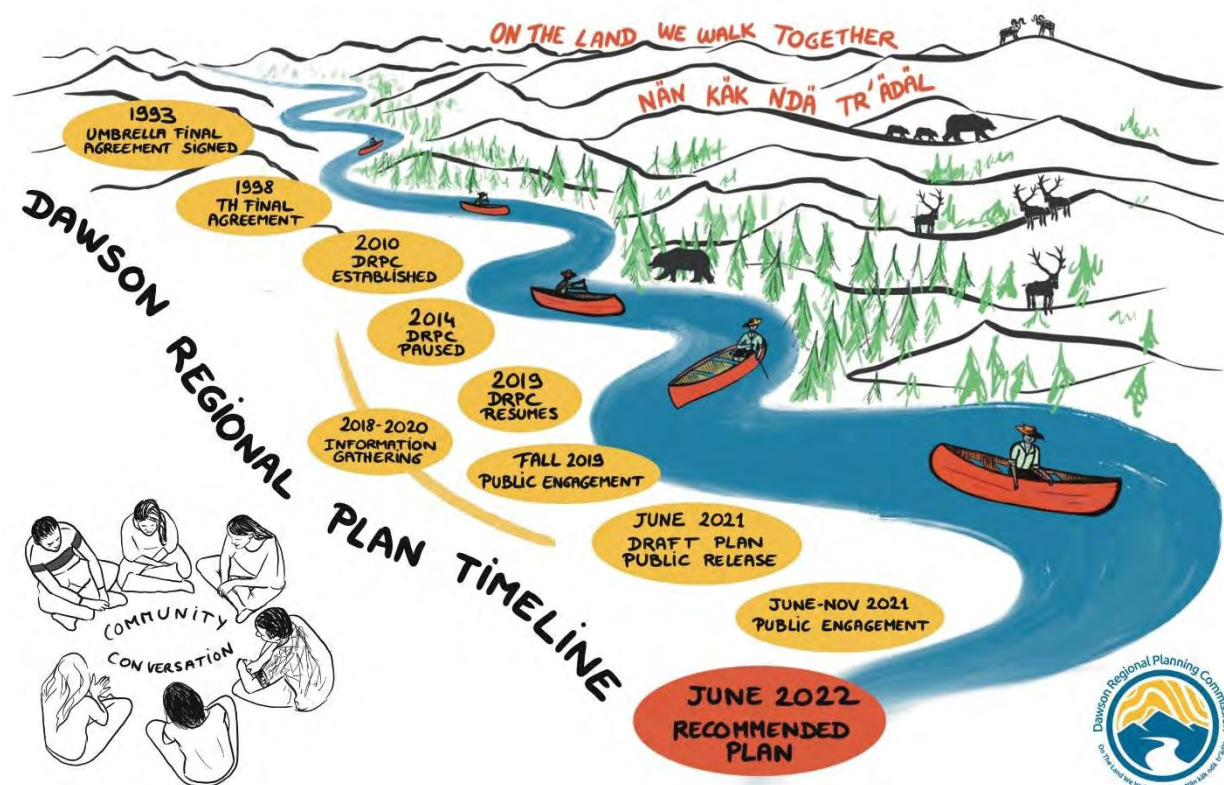 ON THE LAND WE WALK TOGETHER
NÄN KÄK NDÄ TR'ÄDÄL
1993
UMBRELLA FINAL
AGREEMENT SIGNED
1998
TH FINAL
AGREEMENT
2010
DRPC
ESTABLISHED
2014
DRPC
PAUSED
2019
DRPC
RESUMES
2018-2020
INFORMATION
GATHERING
FALL 2019
PUBLIC ENGAGEMENT
JUNE 2021
DRAFT PLAN
PUBLIC RELEASE
JUNE-NOV 2021
PUBLIC ENGAGEMENT
JUNE 2022
RECOMMENDED
PLAN
DAWSON REGIONAL PLAN TIMELINE
COMMUNITY
CONVERSATION
Dawson Regional Planning
On The Land We